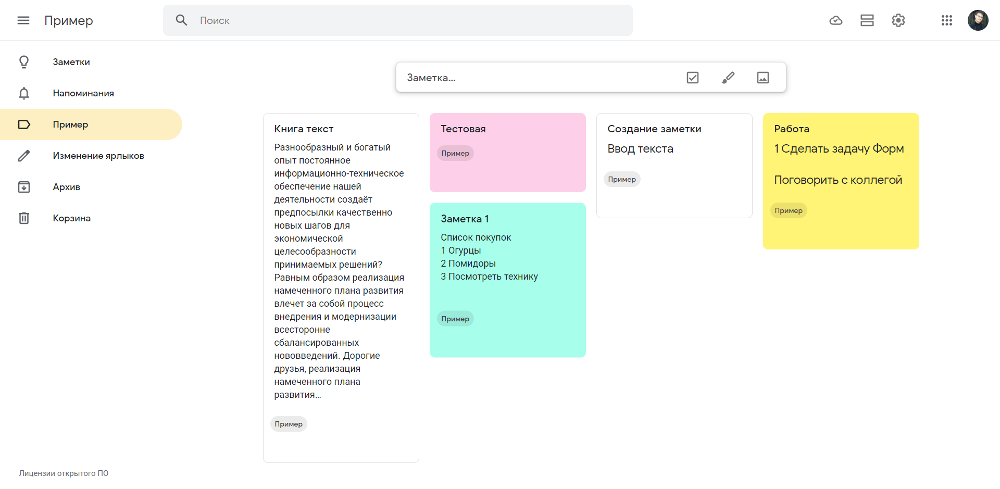 Пример
Поиск
Заметки
Напоминания
Пример
Изменение ярлыков
Архив
Корзина
Лицензии открытого ПО
Заметка...
Книга текст
Разнообразный и богатый
опыт постоянное
информационно-техническое
обеспечение нашей
деятельности создаёт
предпосылки качественно
новых шагов для
экономической
целесообразности
принимаемых решений?
Равным образом реализация
намеченного плана развития
влечет за собой процесс
внедрения и модернизации
всесторонне
сбалансированных
нововведений. Дорогие
друзья, реализация
намеченного плана
развития...
Пример
Тестовая
Пример
Заметка 1
Список покупок
1 Огурцы
2 Помидоры
3 Посмотреть технику
Пример
Создание заметки
Ввод текста
Пример
Работа
1 Сделать задачу Форм
Поговорить с коллегой
Пример